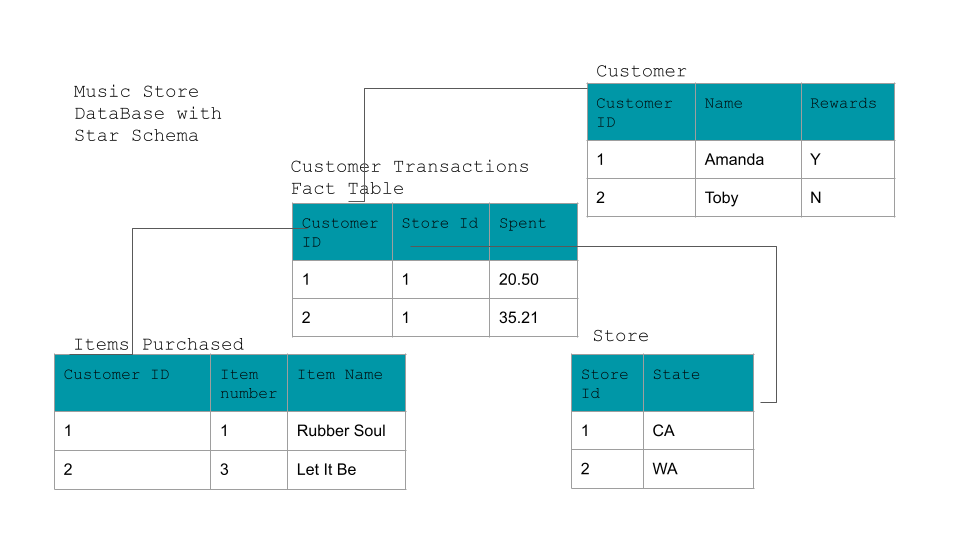 Music Store
DataBase with
Star Schema
Customer
Customer ID Name Rewards
1 Amanda Y
2 Toby N
Customer Transactions
Fact Table
Customer ID Store Id Spent
1 1 20.50
2 1 35.21
Items Purchased
Customer ID Item number Item Name
1 1 Rubber Soul
2 3 Let It Be
Store
Store Id State
1 CA
2 WA